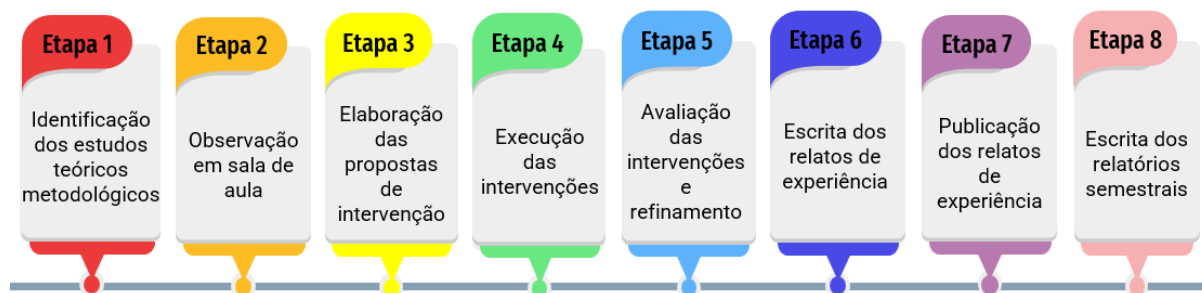 Etapa 1
Identificação
dos estudos
teóricos
metodológicos
Etapa 2
Observação
em sala de
aula
Etapa 3
Elaboração
das
propostas
de
intervenção
Etapa 4
Execução
das
intervenções
Etapa 5
Avaliação
das
intervenções
e
refinamento
Etapa 6
Escrita dos
relatos de
experiência
Etapa 7
Publicação
dos relatos
de
experiência
Etapa 8
Escrita dos
relatórios
semestrais